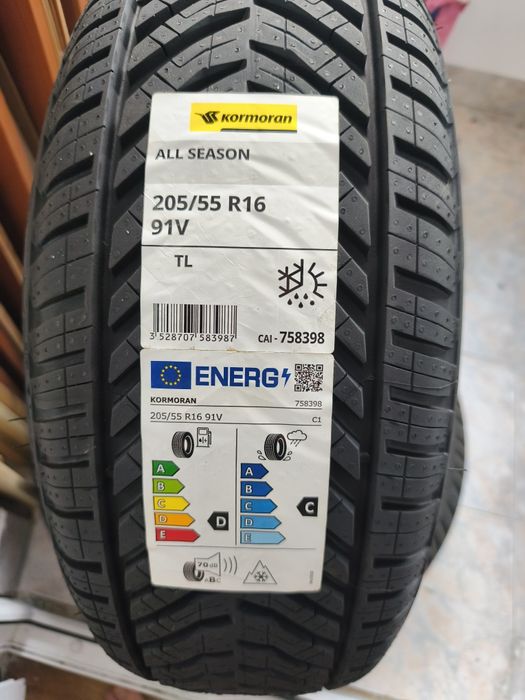 kormoran
ALL SEASON
205/55 R16
91V
TL
3 528707 583987
CAI - 758398
ENERG
KORMORAN
758398
205/55 R16 91V
C1
A
B
C
D
E
D
A
B
C
D
E
C
70 dB
ABC